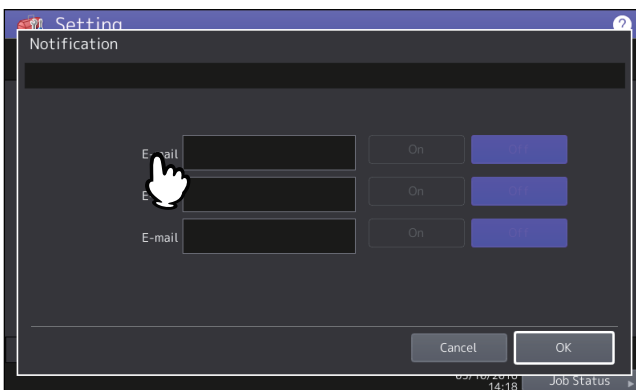 Setting
?
Notification
E-mail
On
Off
E-
On
Off
E-mail
On
Off
Cancel
OK
14:18
Job Status